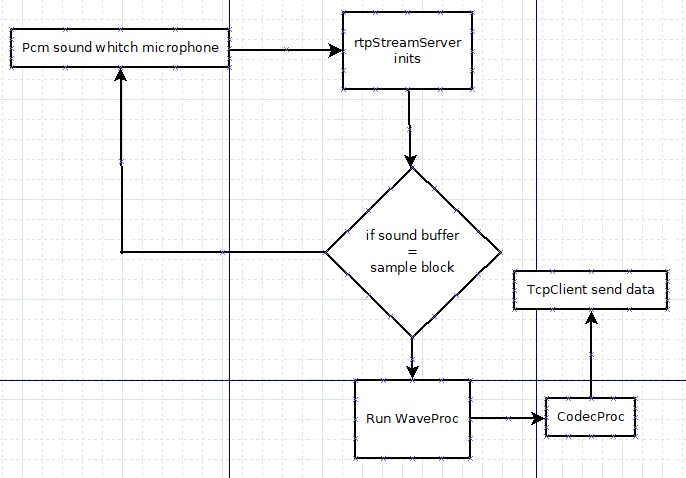 Pcm sound whitch microphone
rtpStreamServer
inits
if sound buffer
=
sample block
TcpClient send data
Run WaveProc
CodecProc